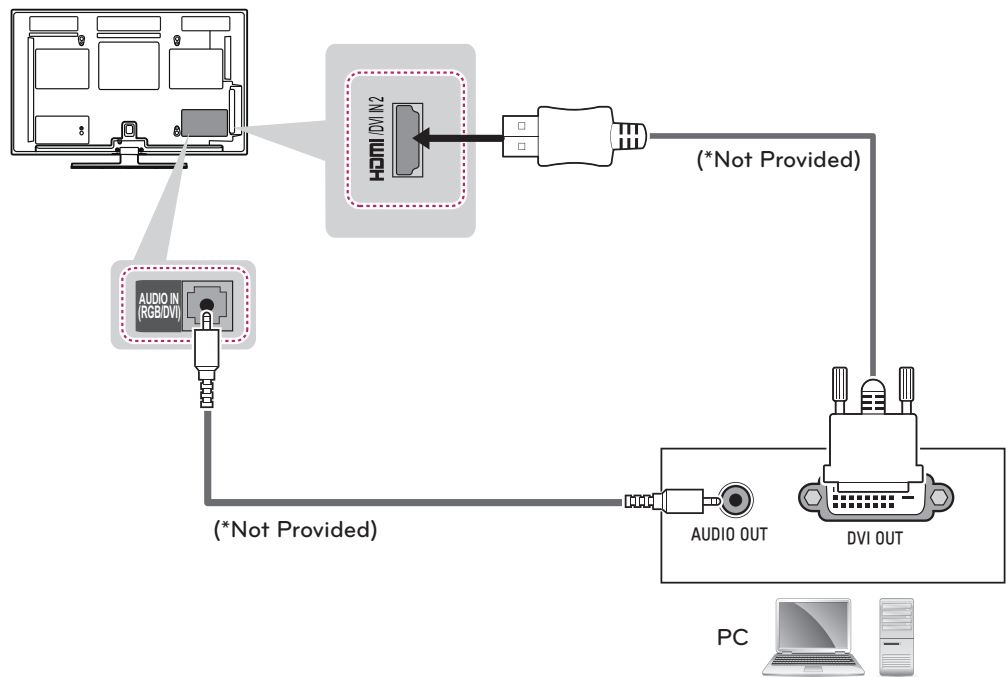 HDMI /DVI IN 2
(*Not Provided)
AUDIO IN
(RGB/DVI)
(*Not Provided)
AUDIO OUT
DVI OUT
PC